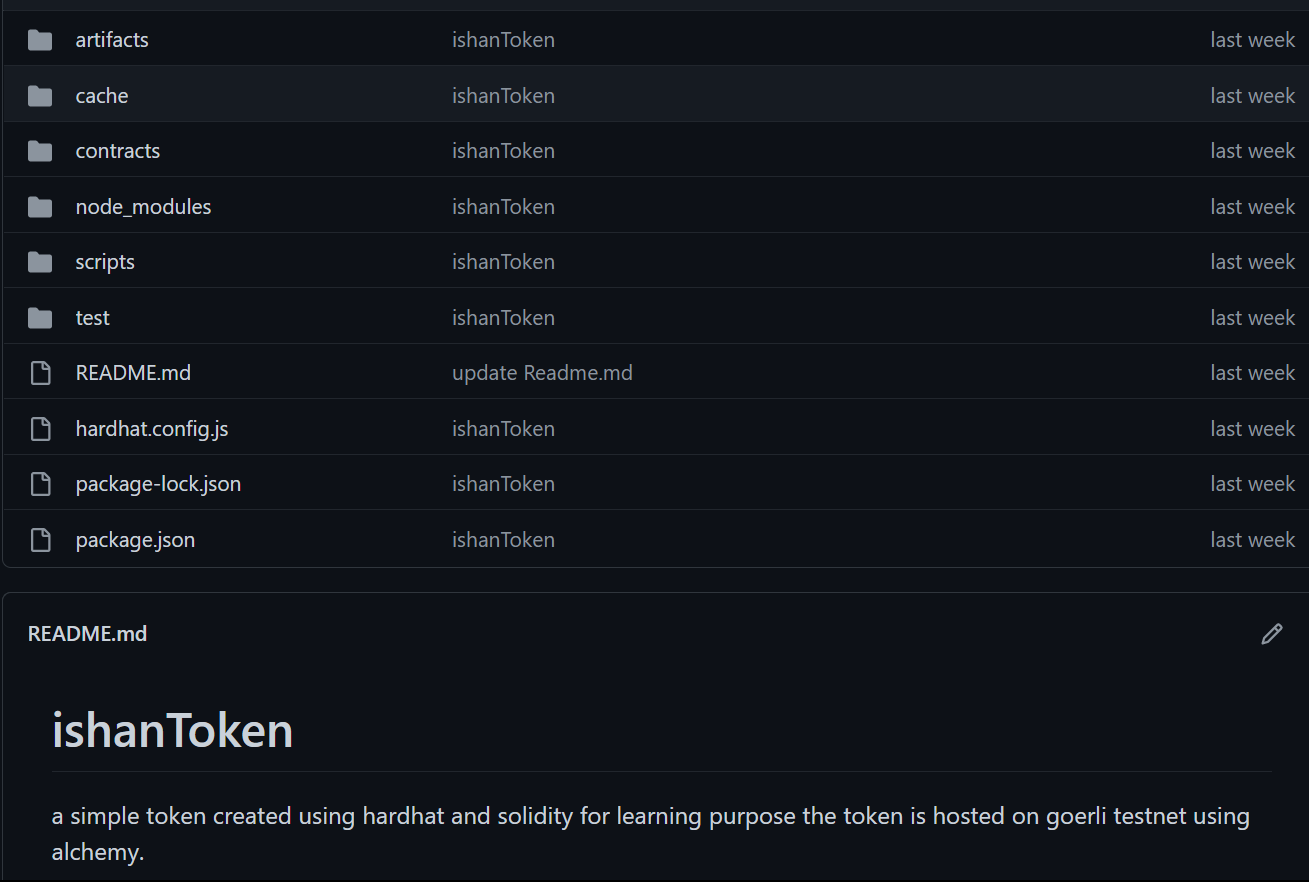 artifacts ishanToken last week
cache ishanToken last week
contracts ishanToken last week
node_modules ishanToken last week
scripts ishanToken last week
test ishanToken last week
README.md update Readme.md last week
hardhat.config.js ishanToken last week
package-lock.json ishanToken last week
package.json ishanToken last week
README.md
ishanToken
a simple token created using hardhat and solidity for learning purpose the token is hosted on goerli testnet using
alchemy.